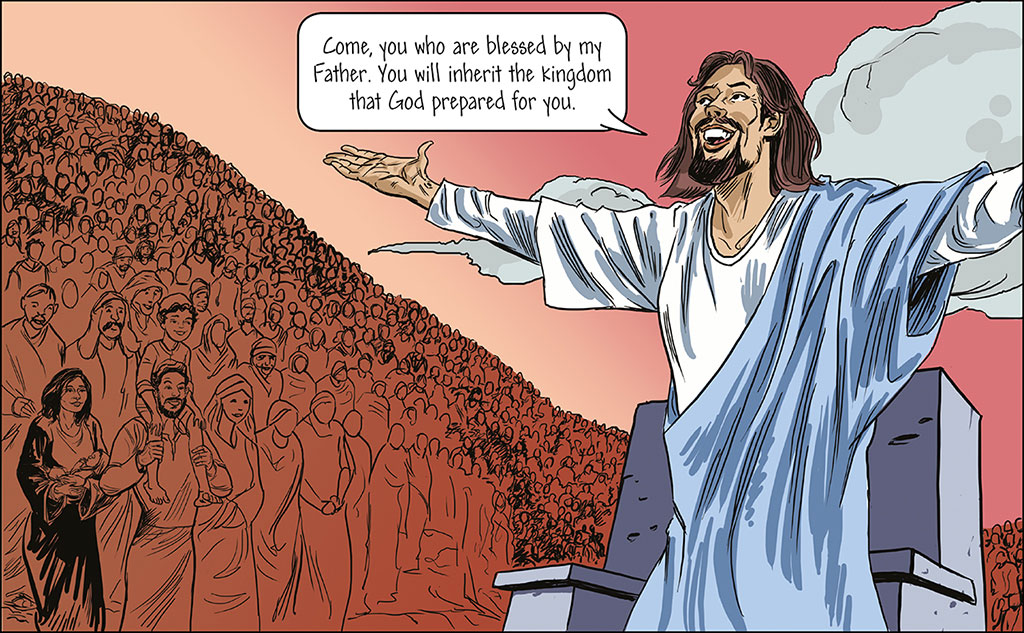 Come, you who are blessed by my
Father. You will inherit the kingdom
that God prepared for you.